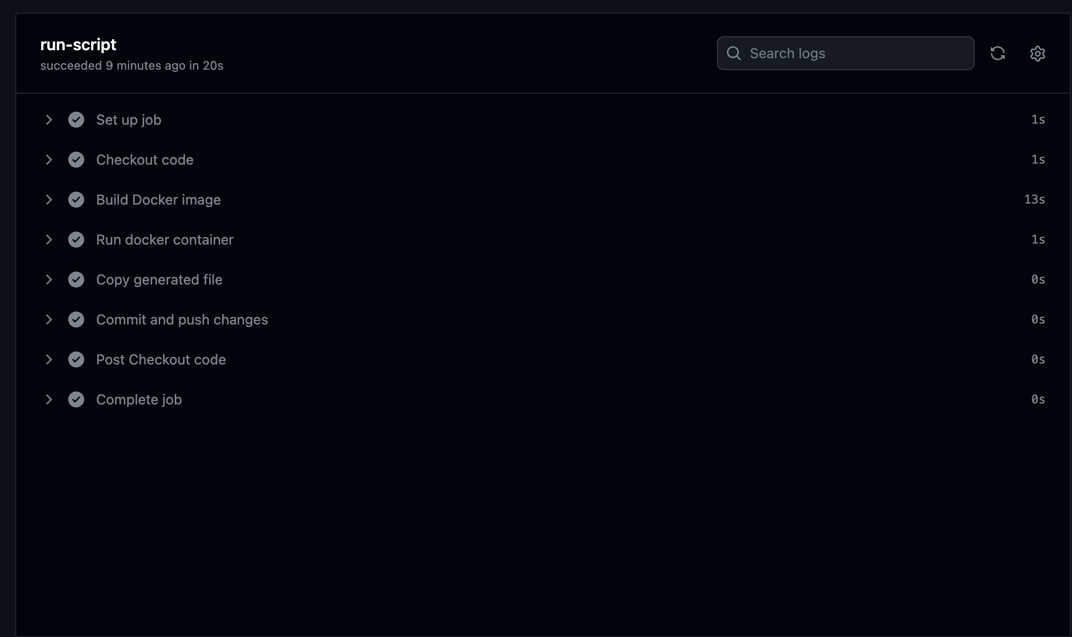 run-script
succeeded 9 minutes ago in 20s
Search logs
Set up job 1s
Checkout code 1s
Build Docker image 13s
Run docker container 1s
Copy generated file 0s
Commit and push changes 0s
Post Checkout code 0s
Complete job 0s